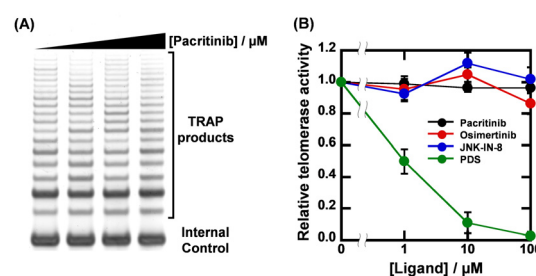 (A)
[Pacritinib] / μM
TRAP
products
Internal
Control
(B)
Relative telomerase activity
1.2
1.0
0.8
0.6
0.4
0.2
0.0
Pacritinib
Osimertinib
JNK-IN-8
PDS
0
1
10
100
[Ligand] / μM